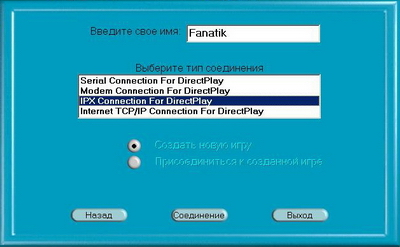 Введите свое имя: Fanatik
Выберите тип соединения
Serial Connection For DirectPlay
Modem Connection For DirectPlay
IPX Connection For DirectPlay
Internet TCP/IP Connection For DirectPlay
Создать новую игру
Присоединиться к созданной игре
Назад Соединение Выход